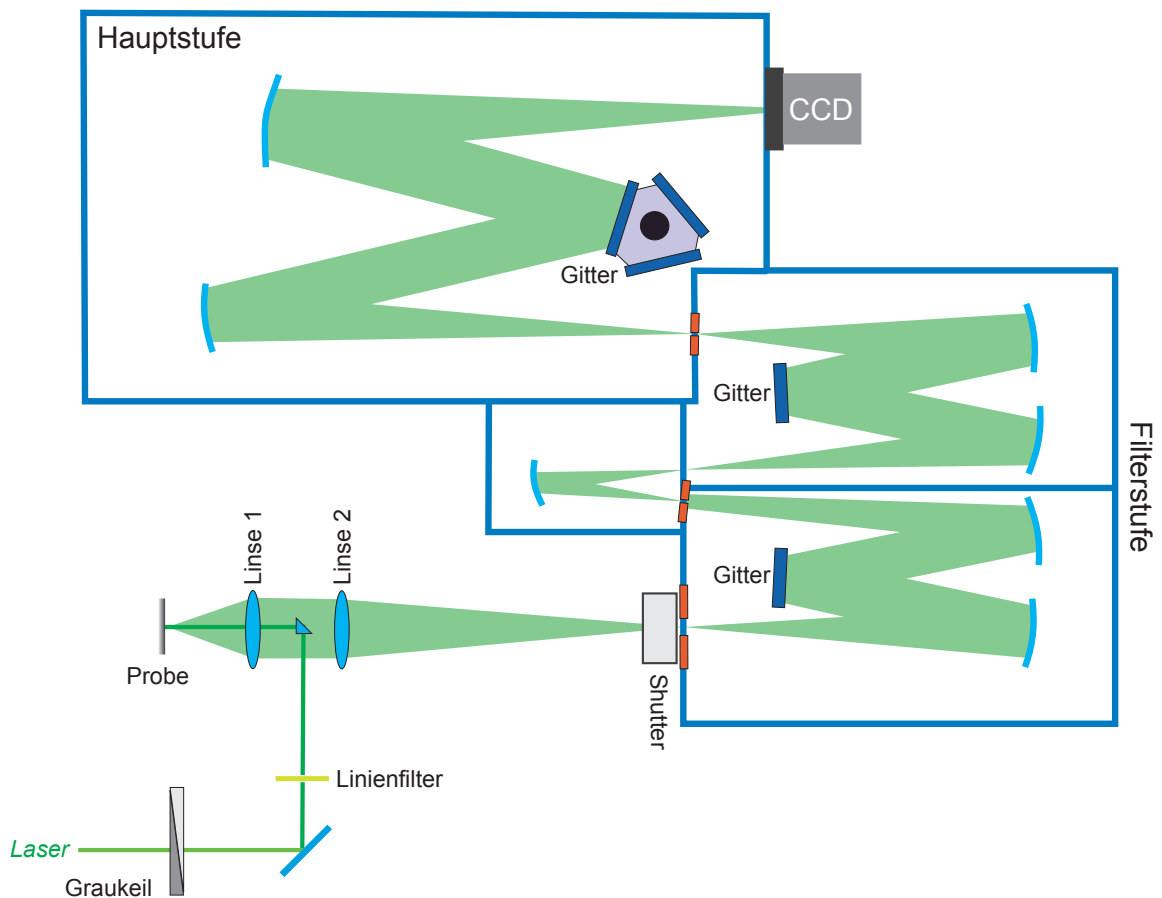 Hauptstufe
CCD
Gitter
Gitter
Filterstufe
Linse 1
Linse 2
Gitter
Probe
Shutter
Linienfilter
Laser
Graukeil